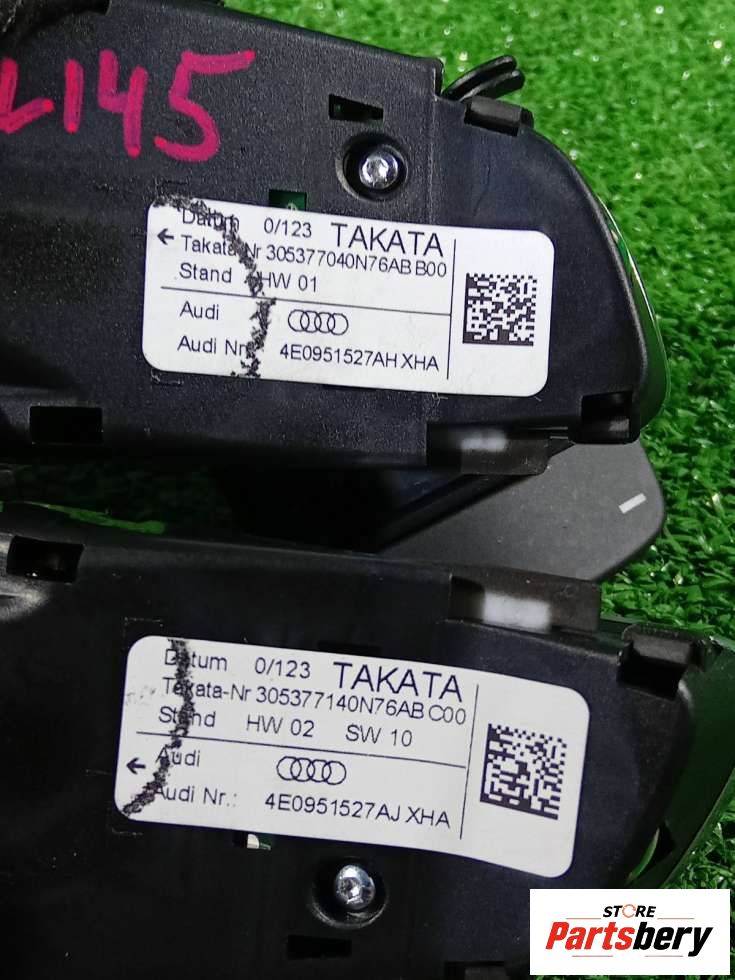 L145
Datum 0/123 TAKATA
Takata-Nr 305377040N76AB B00
Stand HW 01
Audi
Audi Nr. 4E0951527AH XHA
Datum 0/123 TAKATA
Takata-Nr 305377140N76AB C00
Stand HW 02 SW 10
Audi
Audi Nr.: 4E0951527AJ XHA
STORE
Partsbery